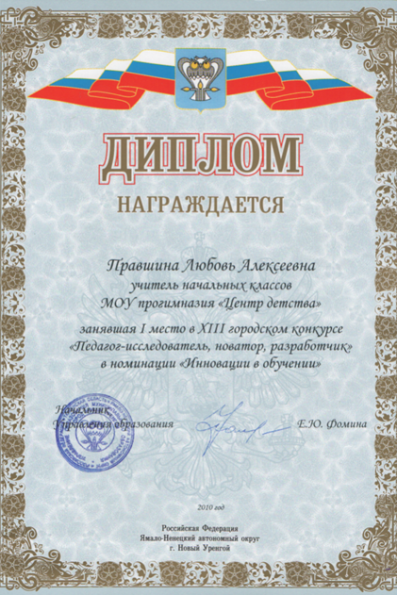 ДИПЛОМ
НАГРАЖДАЕТСЯ
Правшина Любовь Алексеевна
учитель начальных классов
МОУ прогимназия «Центр детства»
занявшая I место в XIII городском конкурсе
«Педагог-исследователь, новатор, разработчик»
в номинации «Инновации в обучении»
Начальник
Управления образования Е.Ю. Фомина
2010 год
Российская Федерация
Ямало-Ненецкий автономный округ
г. Новый Уренгой